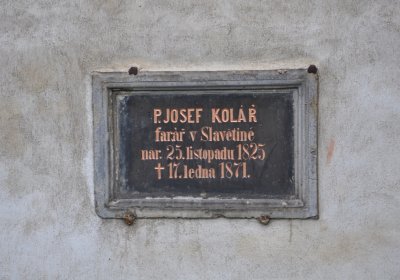 P. JOSEF KOLÁŘ
farář v Slavětíně
nar. 25. listopadu 1825
† 17. ledna 1871.